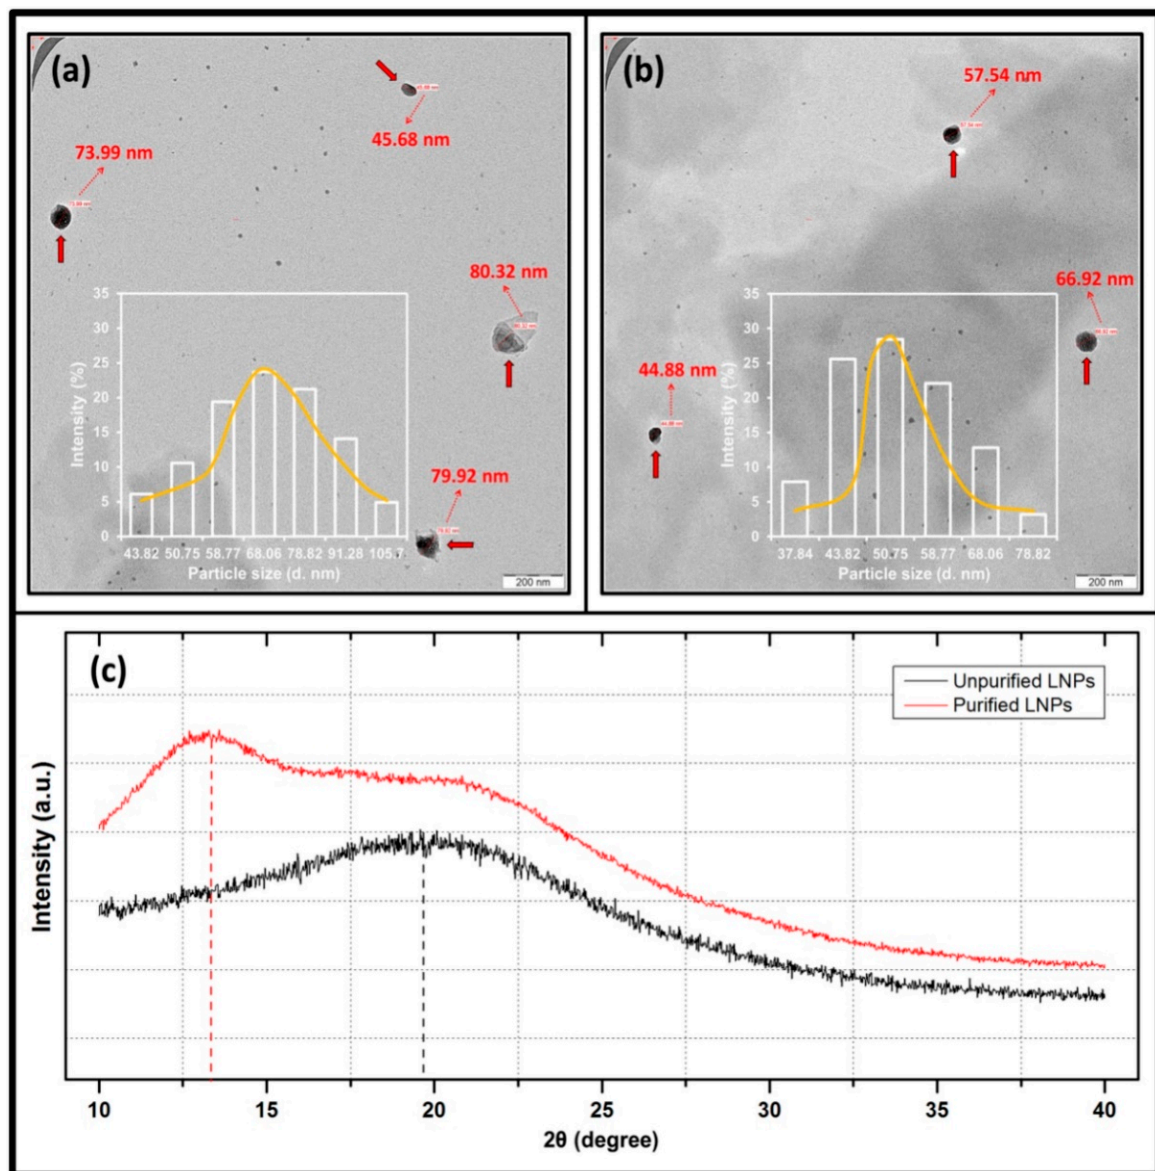 (a)
45.68 nm
73.99 nm
80.32 nm
79.92 nm
35
30
25
20
15
10
5
0
Intensity (%)
43.82 50.75 58.77 68.06 78.82 91.28 105.7
Particle size (d. nm)
200 nm
(b)
57.54 nm
66.92 nm
44.88 nm
35
30
25
20
15
10
5
0
Intensity (%)
37.84 43.82 50.75 58.77 68.06 78.82
Particle size (d. nm)
200 nm
(c)
Unpurified LNPs
Purified LNPs
Intensity (a.u.)
10 15 20 25 30 35 40
2θ (degree)